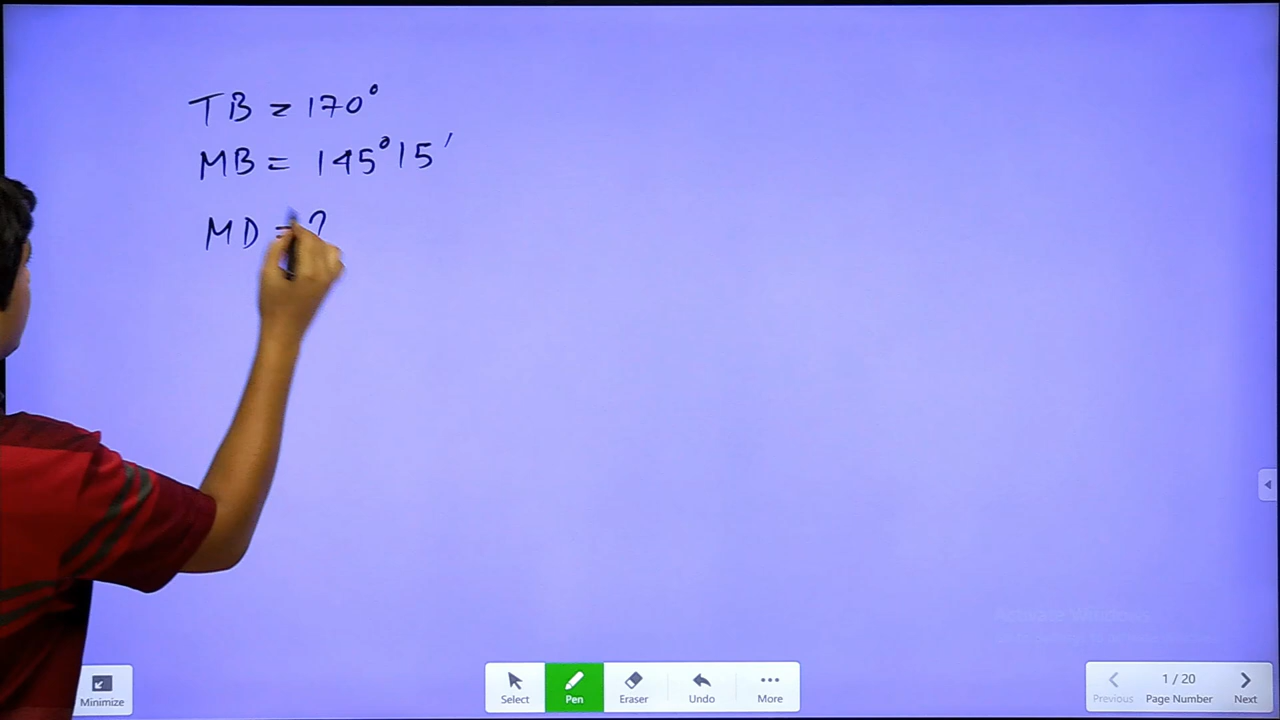 TB = 170°
MB = 145°15′
MD = ?
Minimize
Select
Pen
Eraser
Undo
More
1 / 20
Previous
Page Number
Next